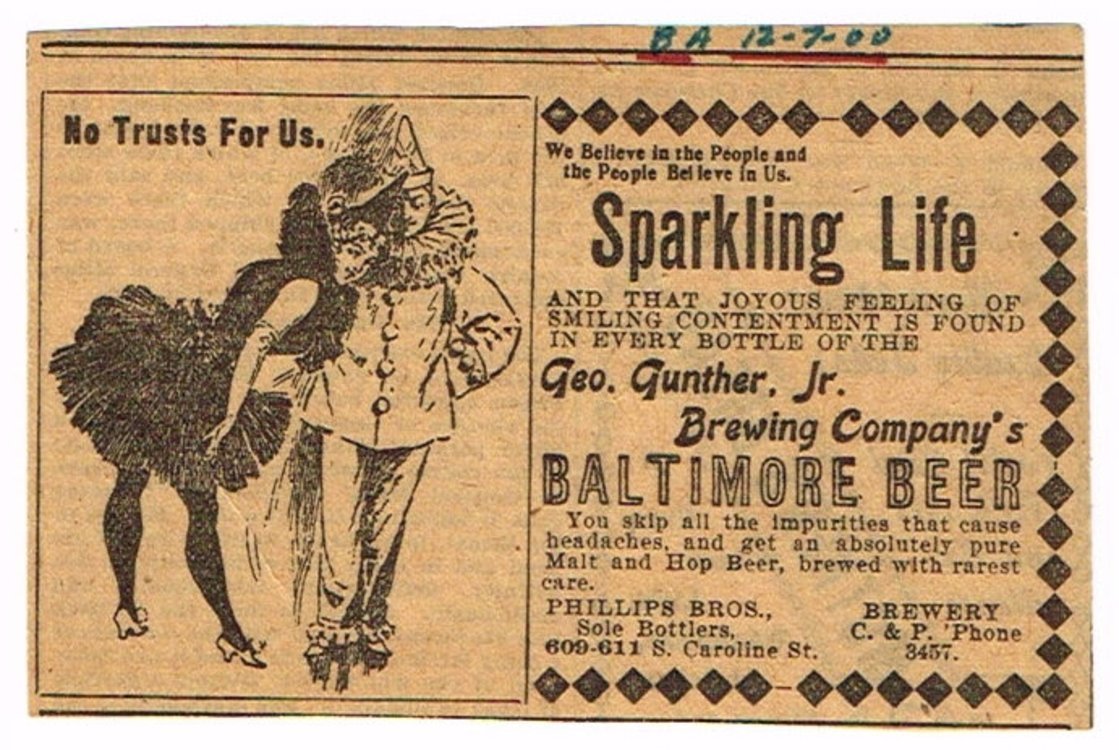 BA 12-7-00
No Trusts For Us.
We Believe in the People and
the People Believe in Us.
Sparkling Life
AND THAT JOYOUS FEELING OF
SMILING CONTENTMENT IS FOUND
IN EVERY BOTTLE OF THE
Geo. Gunther, Jr.
Brewing Company's
BALTIMORE BEER
You skip all the impurities that cause
headaches, and get an absolutely pure
Malt and Hop Beer, brewed with rarest
care.
PHILLIPS BROS.,
Sole Bottlers,
609-611 S. Caroline St.
BREWERY
C. & P. 'Phone
3457.